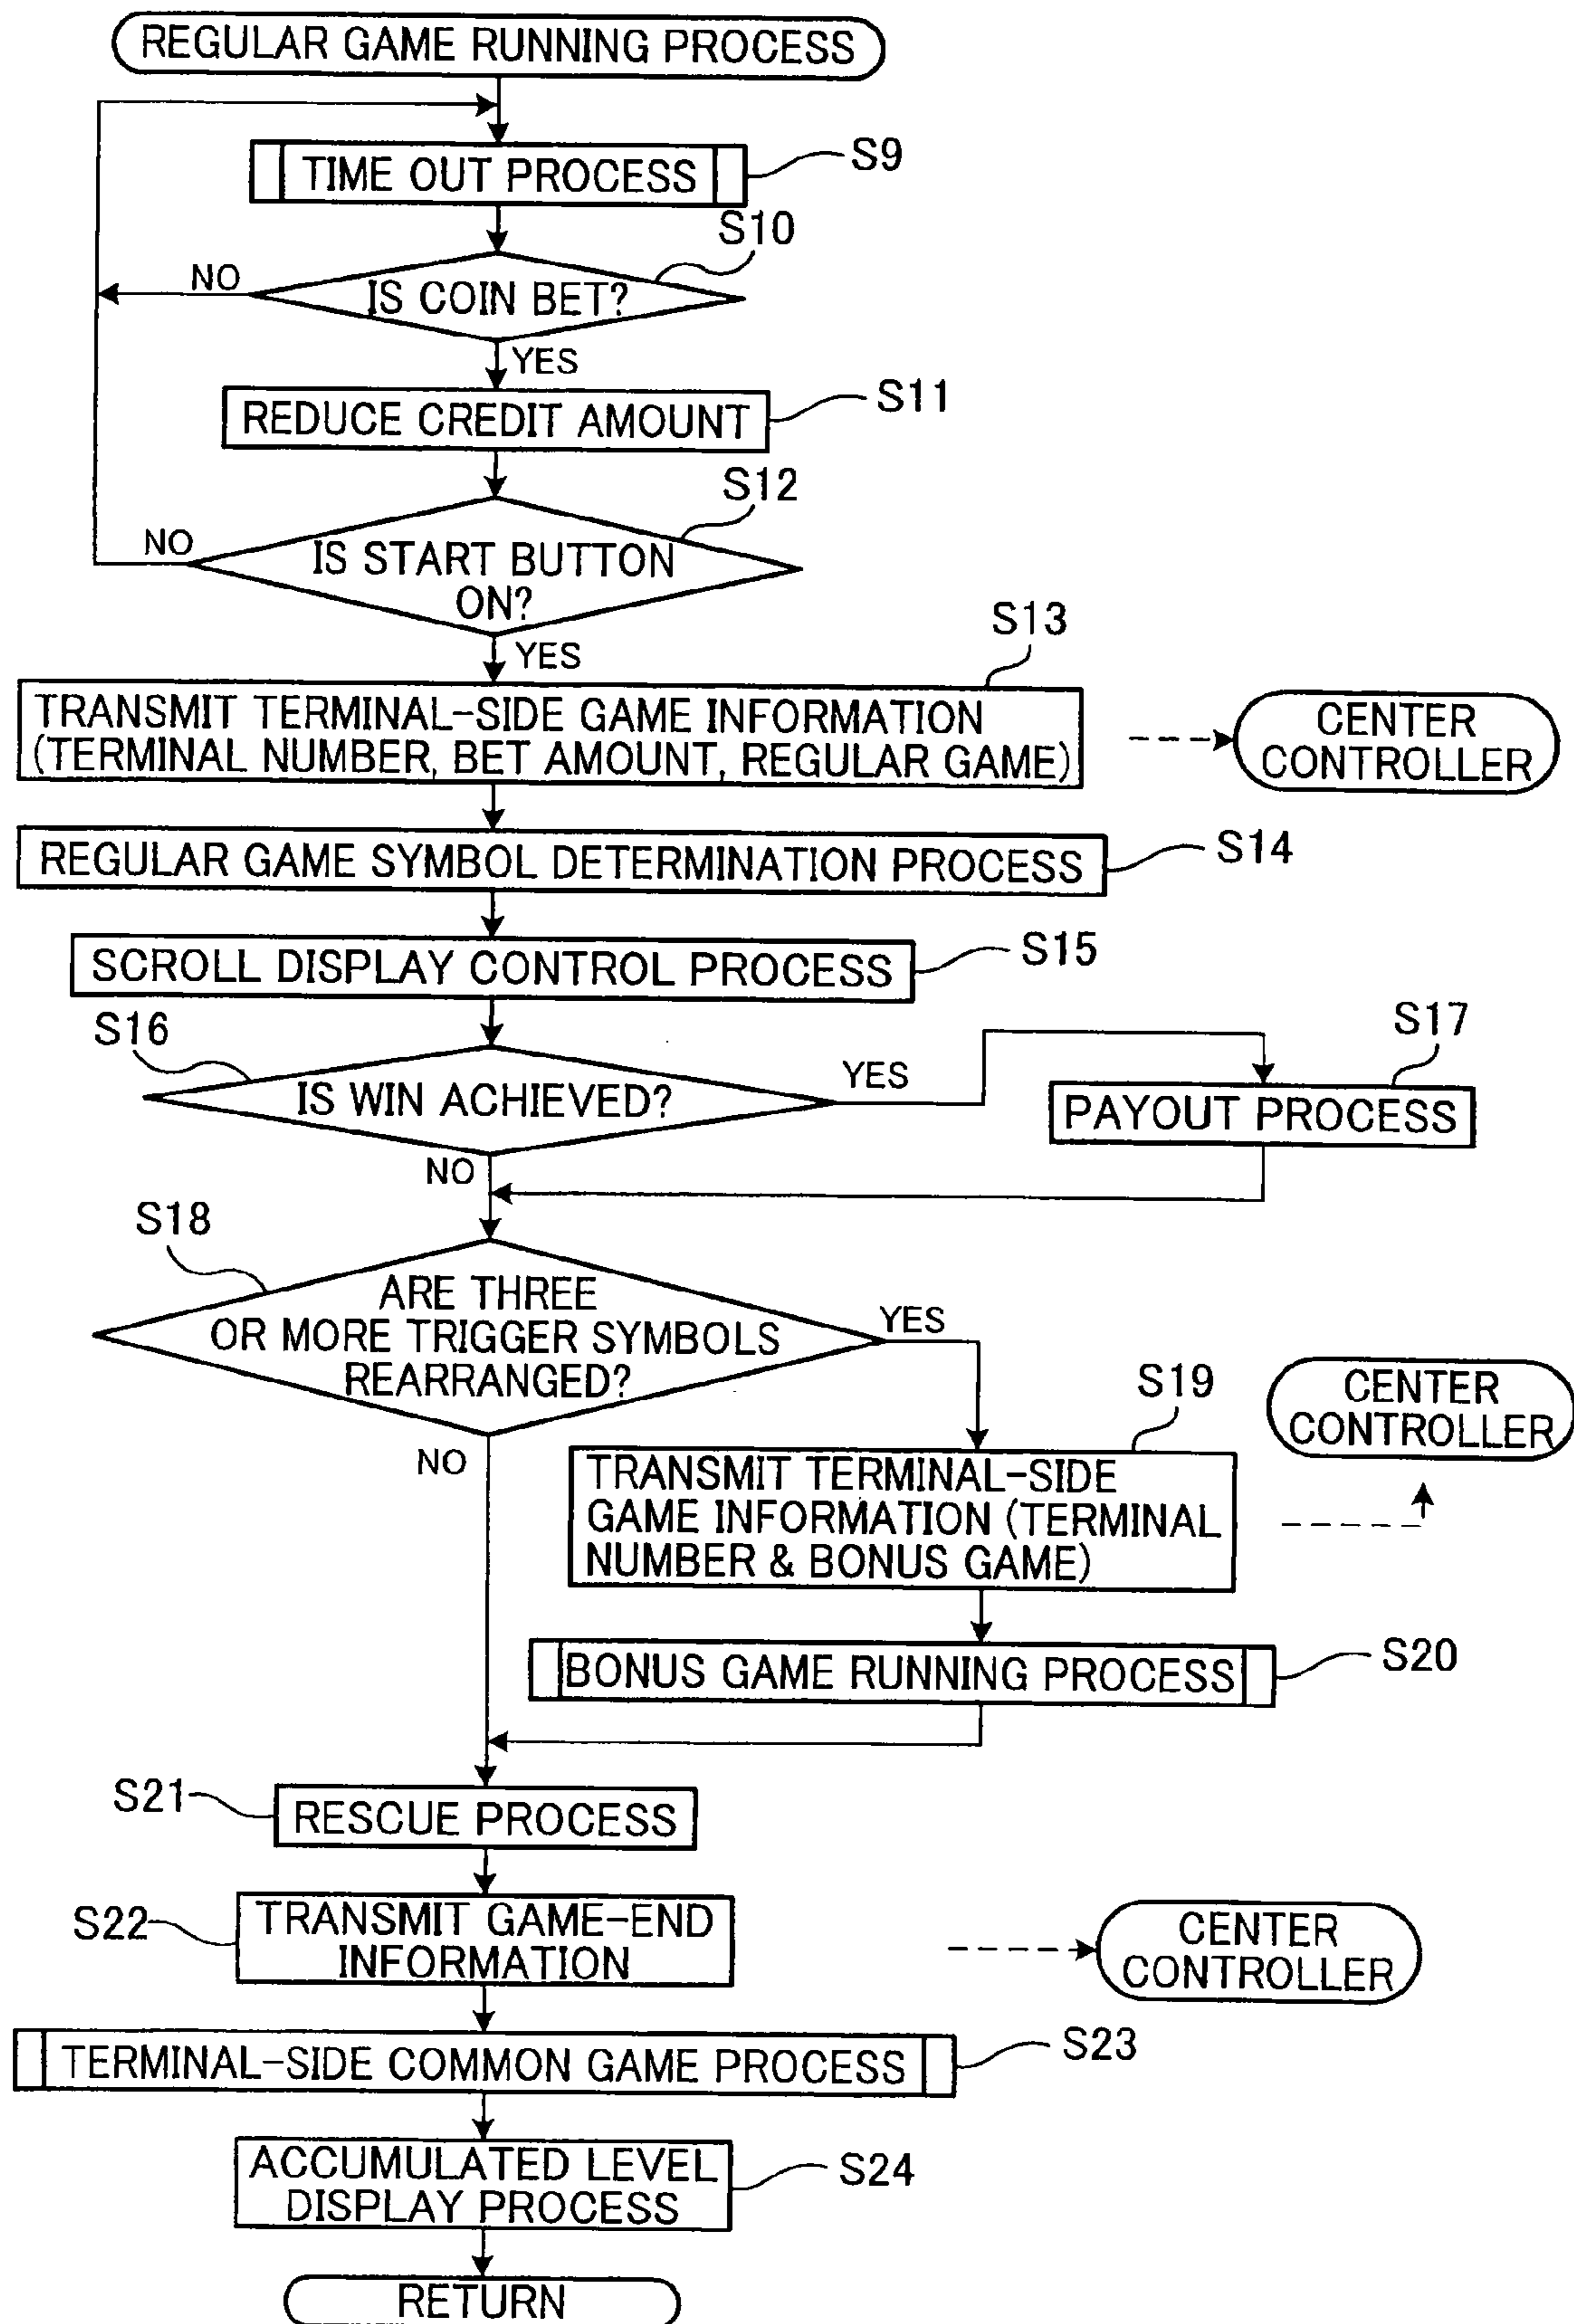 REGULAR GAME RUNNING PROCESS
TIME OUT PROCESS
S9
S10
NO
IS COIN BET?
YES
REDUCE CREDIT AMOUNT
S11
S12
NO
IS START BUTTON
ON?
YES
S13
TRANSMIT TERMINAL-SIDE GAME INFORMATION
(TERMINAL NUMBER, BET AMOUNT, REGULAR GAME)
CENTER
CONTROLLER
REGULAR GAME SYMBOL DETERMINATION PROCESS
S14
SCROLL DISPLAY CONTROL PROCESS
S15
S16
IS WIN ACHIEVED?
YES
S17
PAYOUT PROCESS
NO
S18
ARE THREE
OR MORE TRIGGER SYMBOLS
REARRANGED?
YES
NO
S19
TRANSMIT TERMINAL-SIDE
GAME INFORMATION (TERMINAL
NUMBER & BONUS GAME)
CENTER
CONTROLLER
BONUS GAME RUNNING PROCESS
S20
S21
RESCUE PROCESS
S22
TRANSMIT GAME-END
INFORMATION
CENTER
CONTROLLER
TERMINAL-SIDE COMMON GAME PROCESS
S23
ACCUMULATED LEVEL
DISPLAY PROCESS
S24
RETURN